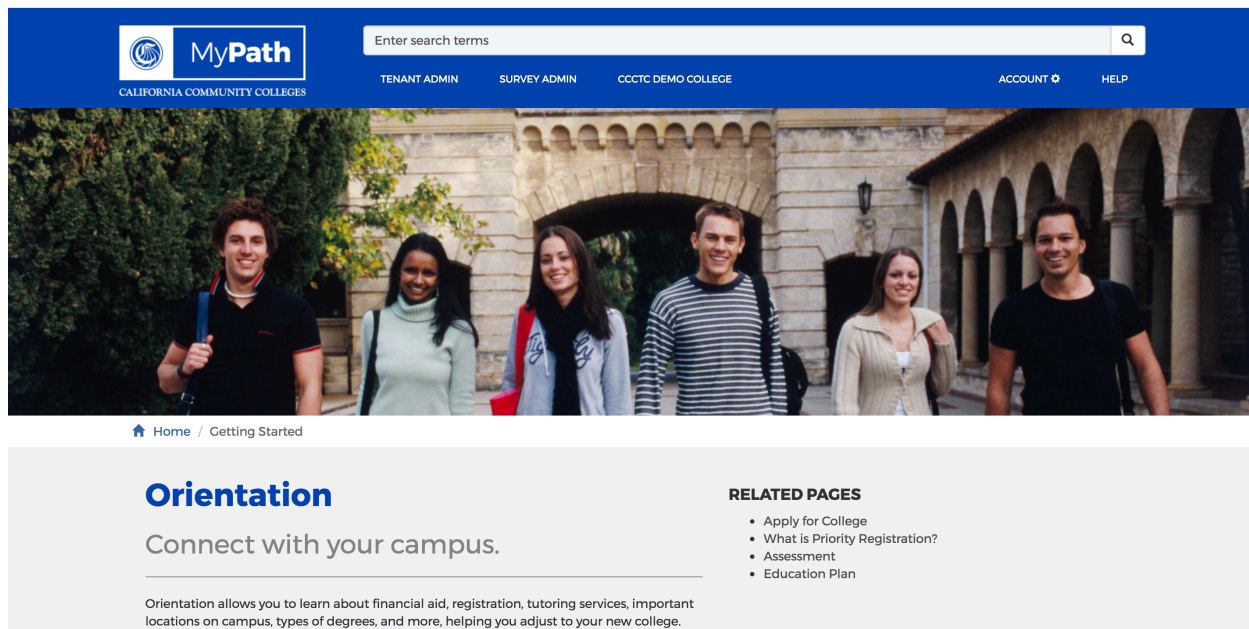 MyPath
CALIFORNIA COMMUNITY COLLEGES
Enter search terms
TENANT ADMIN SURVEY ADMIN CCCTC DEMO COLLEGE ACCOUNT HELP
Home / Getting Started
Orientation
Connect with your campus.
Orientation allows you to learn about financial aid, registration, tutoring services, important
locations on campus, types of degrees, and more, helping you adjust to your new college.
RELATED PAGES
• Apply for College
• What is Priority Registration?
• Assessment
• Education Plan